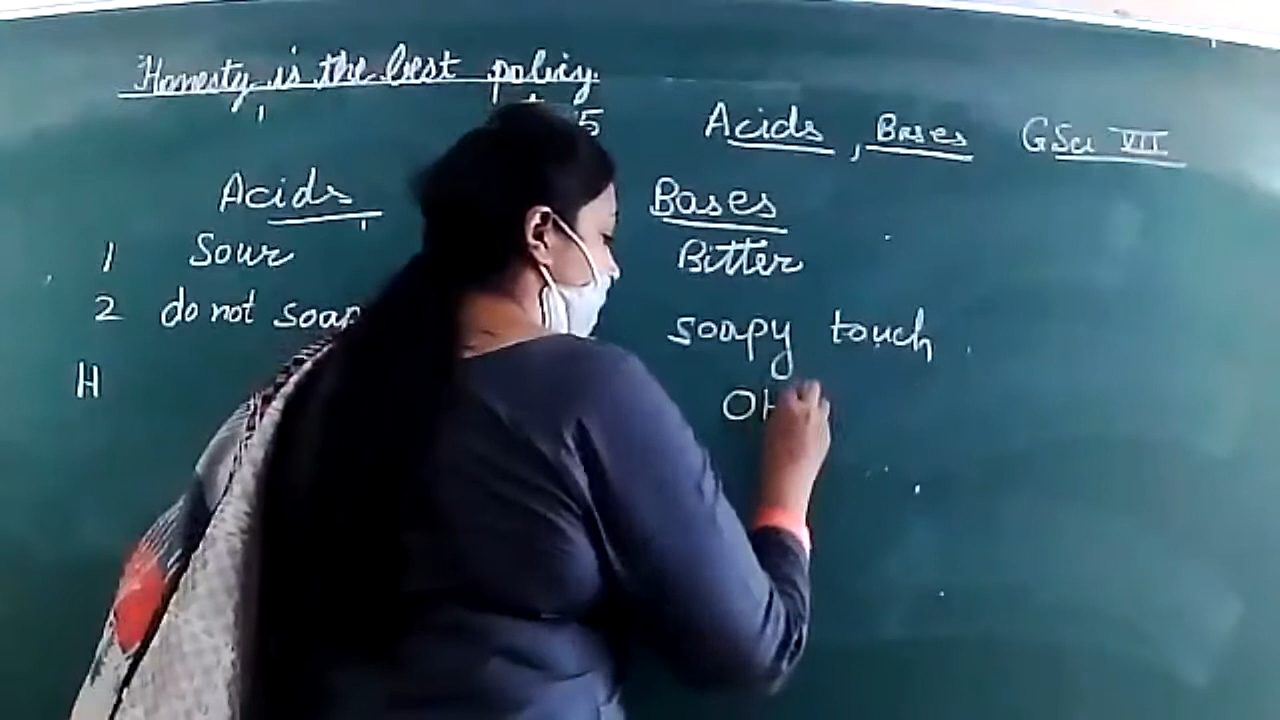 Honesty is the best policy.
5
Acids, Bases GSci VII
Acids Bases
1 Sour Bitter
2 do not soapy touch
H OH